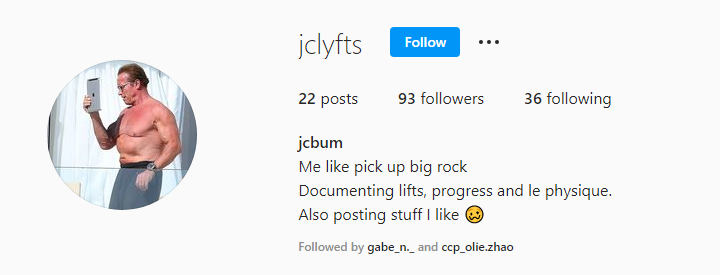 jclyfts Follow
22 posts 93 followers 36 following
jcbum
Me like pick up big rock
Documenting lifts, progress and le physique.
Also posting stuff I like 🥴
Followed by gabe_n._ and ccp_olie.zhao